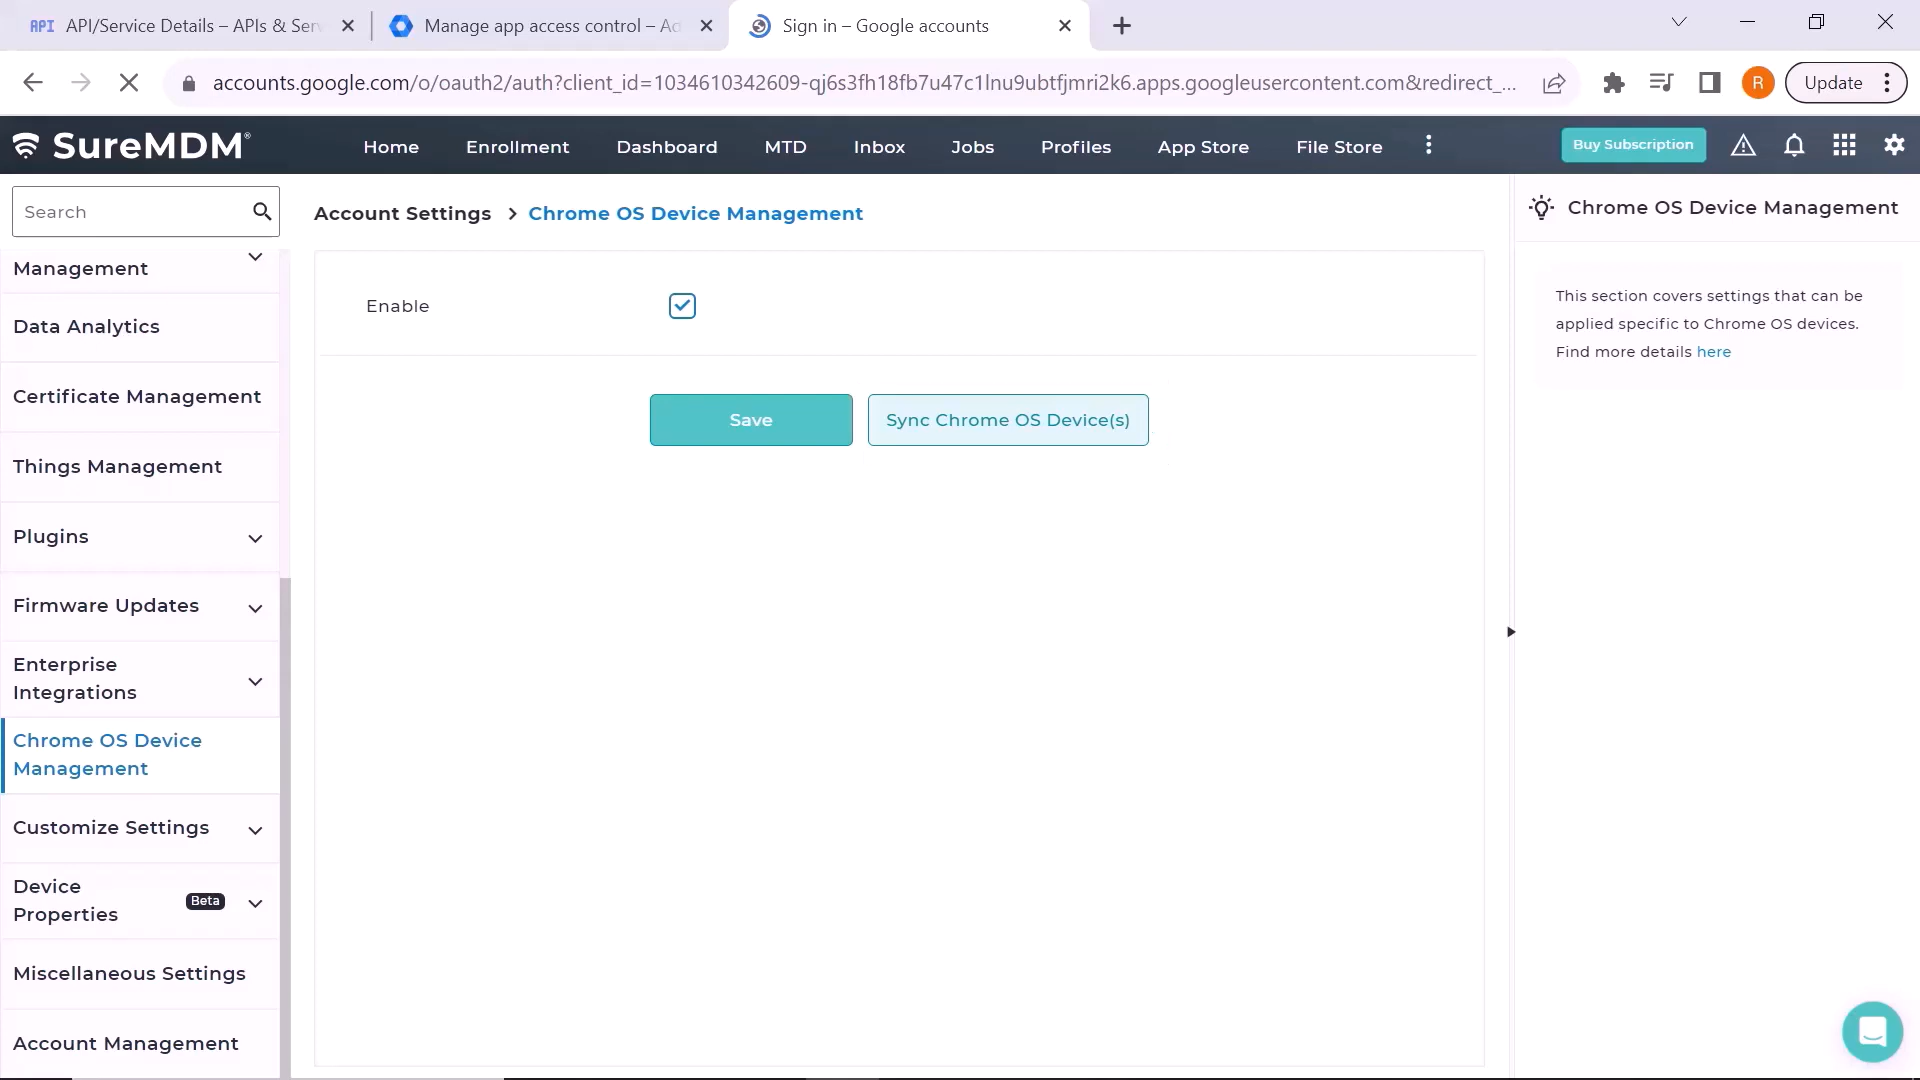 API API/Service Details – APIs & Serv
Manage app access control – Ad
Sign in – Google accounts
accounts.google.com/o/oauth2/auth?client_id=1034610342609-qj6s3fh18fb7u47c1lnu9ubtfjmri2k6.apps.googleusercontent.com&redirect_...
R
Update
SureMDM
Home
Enrollment
Dashboard
MTD
Inbox
Jobs
Profiles
App Store
File Store
Buy Subscription
Search
Account Settings > Chrome OS Device Management
Chrome OS Device Management
Management
Data Analytics
Certificate Management
Things Management
Plugins
Firmware Updates
Enterprise
Integrations
Chrome OS Device
Management
Customize Settings
Device
Properties
Beta
Miscellaneous Settings
Account Management
Enable
Save
Sync Chrome OS Device(s)
This section covers settings that can be
applied specific to Chrome OS devices.
Find more details here